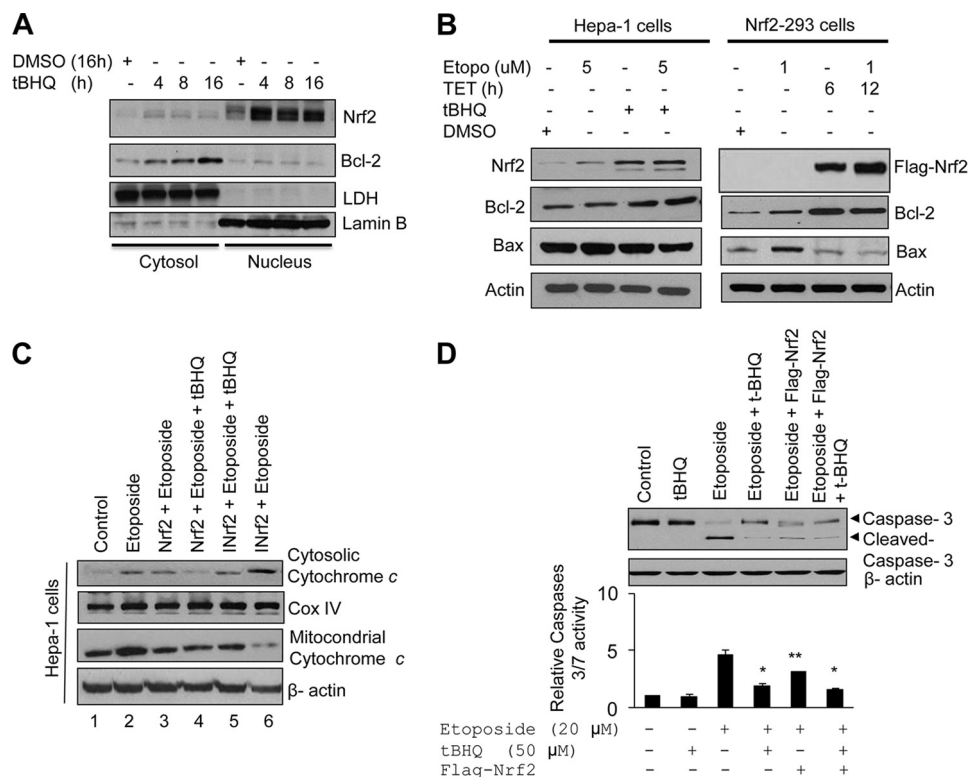 A
DMSO (16h) + - - - + - - -
tBHQ (h) - 4 8 16 - 4 8 16
Nrf2
Bcl-2
LDH
Lamin B
Cytosol Nucleus
B
Hepa-1 cells Nrf2-293 cells
Etopo (uM) - 5 - 5 - 1 - 1
TET (h) - - - - - - 6 12
tBHQ - - + + - - - -
DMSO + - - - + - - -
Nrf2 Flag-Nrf2
Bcl-2 Bcl-2
Bax Bax
Actin Actin
C
Control
Etoposide
Nrf2 + Etoposide
Nrf2 + Etoposide + tBHQ
INrf2 + Etoposide + tBHQ
INrf2 + Etoposide
Hepa-1 cells
Cytosolic
Cytochrome c
Cox IV
Mitocondrial
Cytochrome c
β- actin
1 2 3 4 5 6
D
Control
tBHQ
Etoposide
Etoposide + t-BHQ
Etoposide + Flag-Nrf2
Etoposide + Flag-Nrf2
+ t-BHQ
Caspase- 3
Cleaved-
Caspase- 3
β- actin
Relative Caspases
3/7 activity
10
5
0
* ** *
Etoposide (20 µM) − − + + + +
tBHQ (50 µM) − + − + − +
Flag-Nrf2 − − − − + +